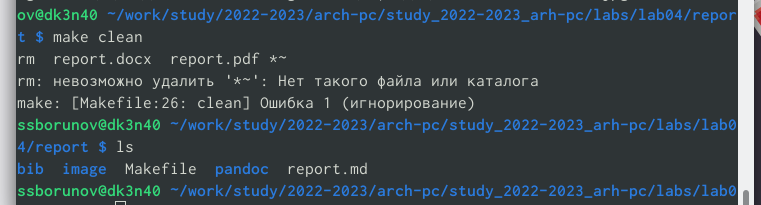 ov@dk3n40 ~/work/study/2022-2023/arch-pc/study_2022-2023_arh-pc/labs/lab04/repor
t $ make clean
rm  report.docx  report.pdf *~
rm: невозможно удалить '*~': Нет такого файла или каталога
make: [Makefile:26: clean] Ошибка 1 (игнорирование)
ssborunov@dk3n40 ~/work/study/2022-2023/arch-pc/study_2022-2023_arh-pc/labs/lab0
4/report $ ls
bib  image  Makefile  pandoc  report.md
ssborunov@dk3n40 ~/work/study/2022-2023/arch-pc/study_2022-2023_arh-pc/labs/lab0